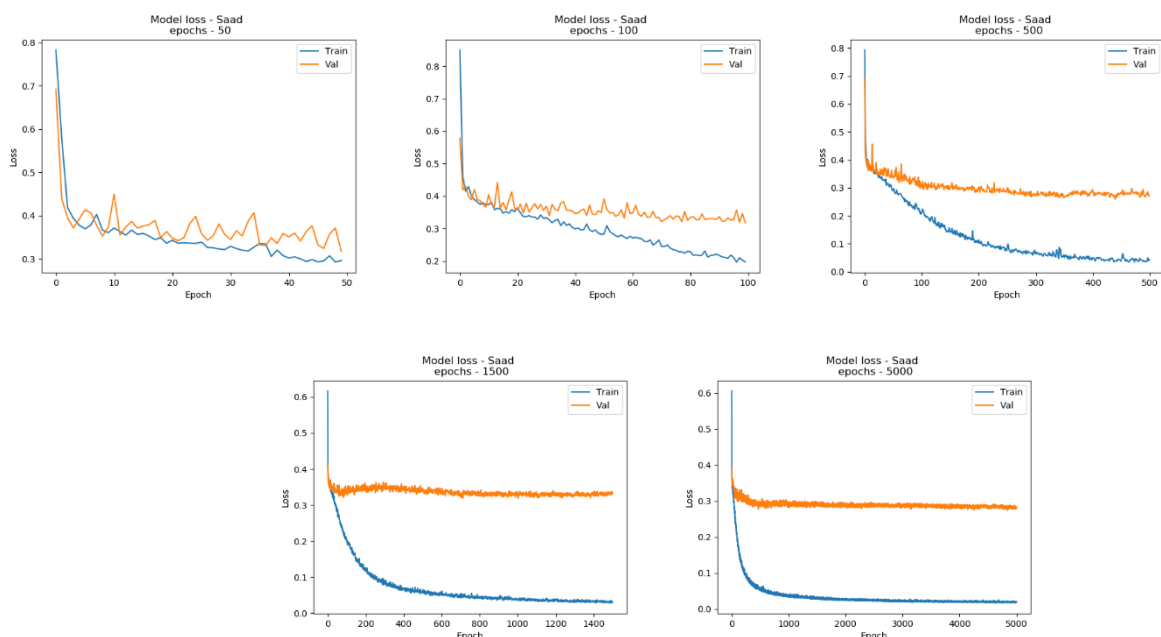 Model loss - Saad
epochs - 50
Train
Val
0.8
0.7
0.6
0.5
0.4
0.3
Loss
0 10 20 30 40 50
Epoch
Model loss - Saad
epochs - 100
Train
Val
0.8
0.7
0.6
0.5
0.4
0.3
0.2
Loss
0 20 40 60 80 100
Epoch
Model loss - Saad
epochs - 500
Train
Val
0.8
0.7
0.6
0.5
0.4
0.3
0.2
0.1
0.0
Loss
0 100 200 300 400 500
Epoch
Model loss - Saad
epochs - 1500
Train
Val
0.6
0.5
0.4
0.3
0.2
0.1
0.0
Loss
0 200 400 600 800 1000 1200 1400
Epoch
Model loss - Saad
epochs - 5000
Train
Val
0.6
0.5
0.4
0.3
0.2
0.1
0.0
Loss
0 1000 2000 3000 4000 5000
Epoch